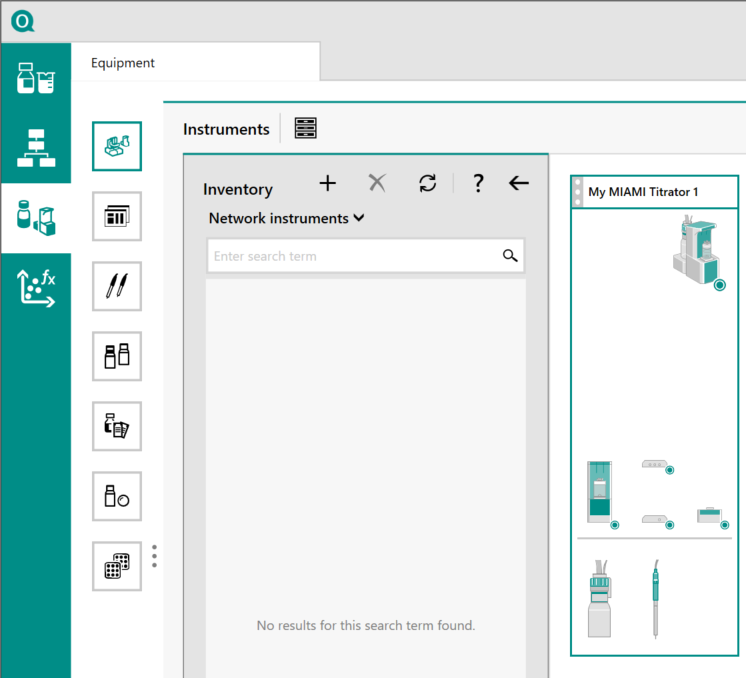 Equipment
Instruments
Inventory
?
Network instruments
Enter search term
No results for this search term found.
My MIAMI Titrator 1
fx